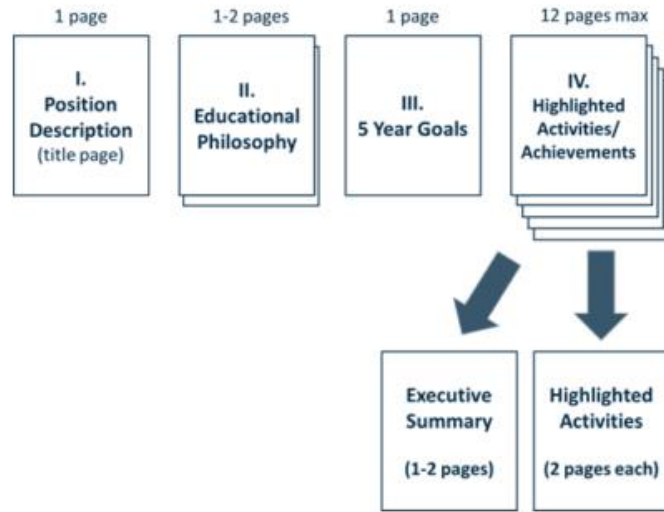 1 page
1-2 pages
1 page
12 pages max
I.
Position
Description
(title page)
II.
Educational
Philosophy
III.
5 Year Goals
IV.
Highlighted
Activities/
Achievements
Executive
Summary
(1-2 pages)
Highlighted
Activities
(2 pages each)